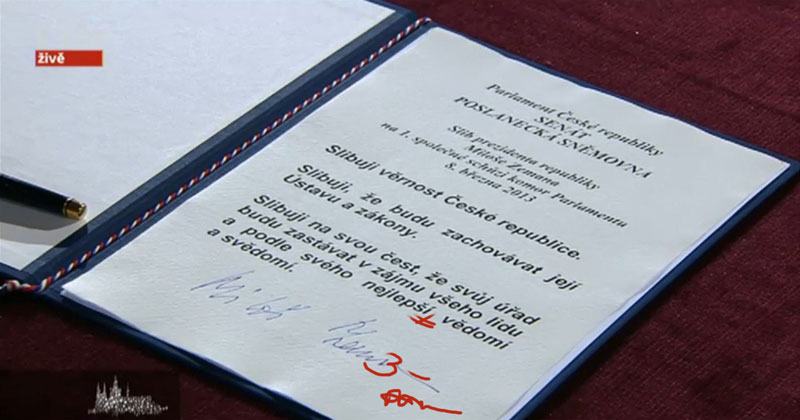 živě
Parlament České republiky
SENÁT
POSLANECKÁ SNĚMOVNA
Slib prezidenta republiky
Miloše Zemana
na 1. společné schůzi komor Parlamentu
8. března 2013
Slibuji věrnost České republice.
Slibuji, že budu zachovávat její
Ústavu a zákony.
Slibuji na svou čest, že svůj úřad
budu zastávat v zájmu všeho lidu
a podle svého nejlepší vědomí
a svědomí.